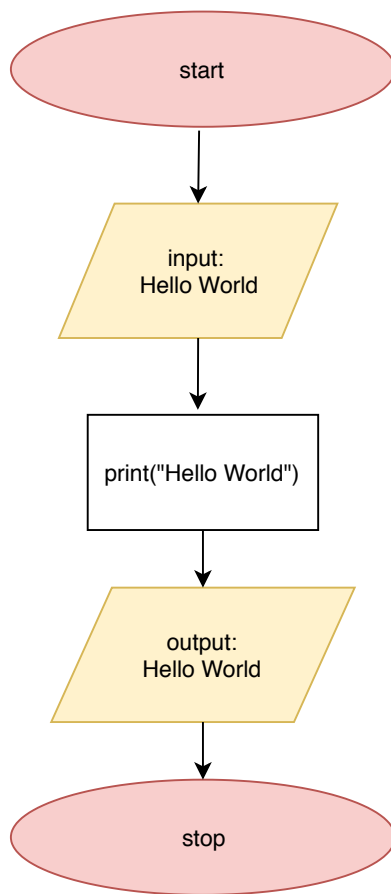 start
input:
Hello World
print("Hello World")
output:
Hello World
stop